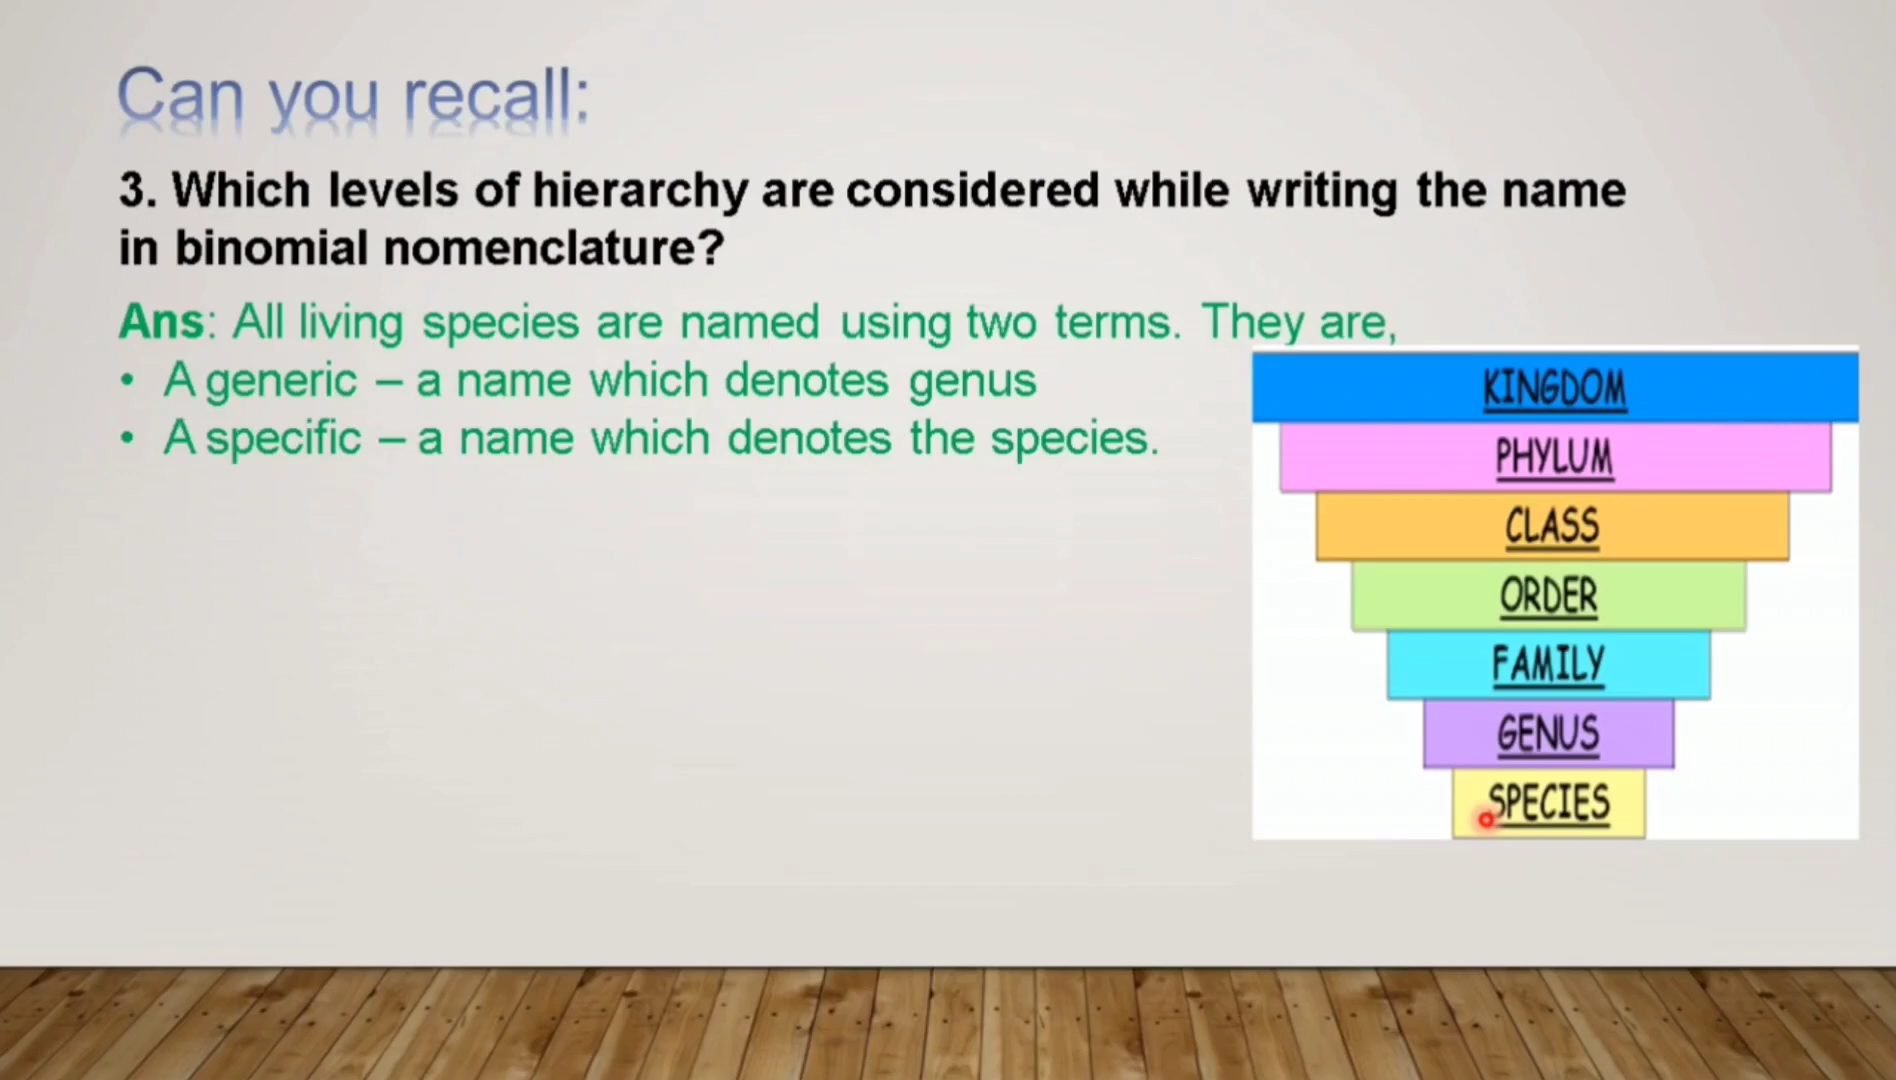 Can you recall:
3. Which levels of hierarchy are considered while writing the name
in binomial nomenclature?
Ans: All living species are named using two terms. They are,
• A generic – a name which denotes genus
• A specific – a name which denotes the species.
KINGDOM
PHYLUM
CLASS
ORDER
FAMILY
GENUS
SPECIES